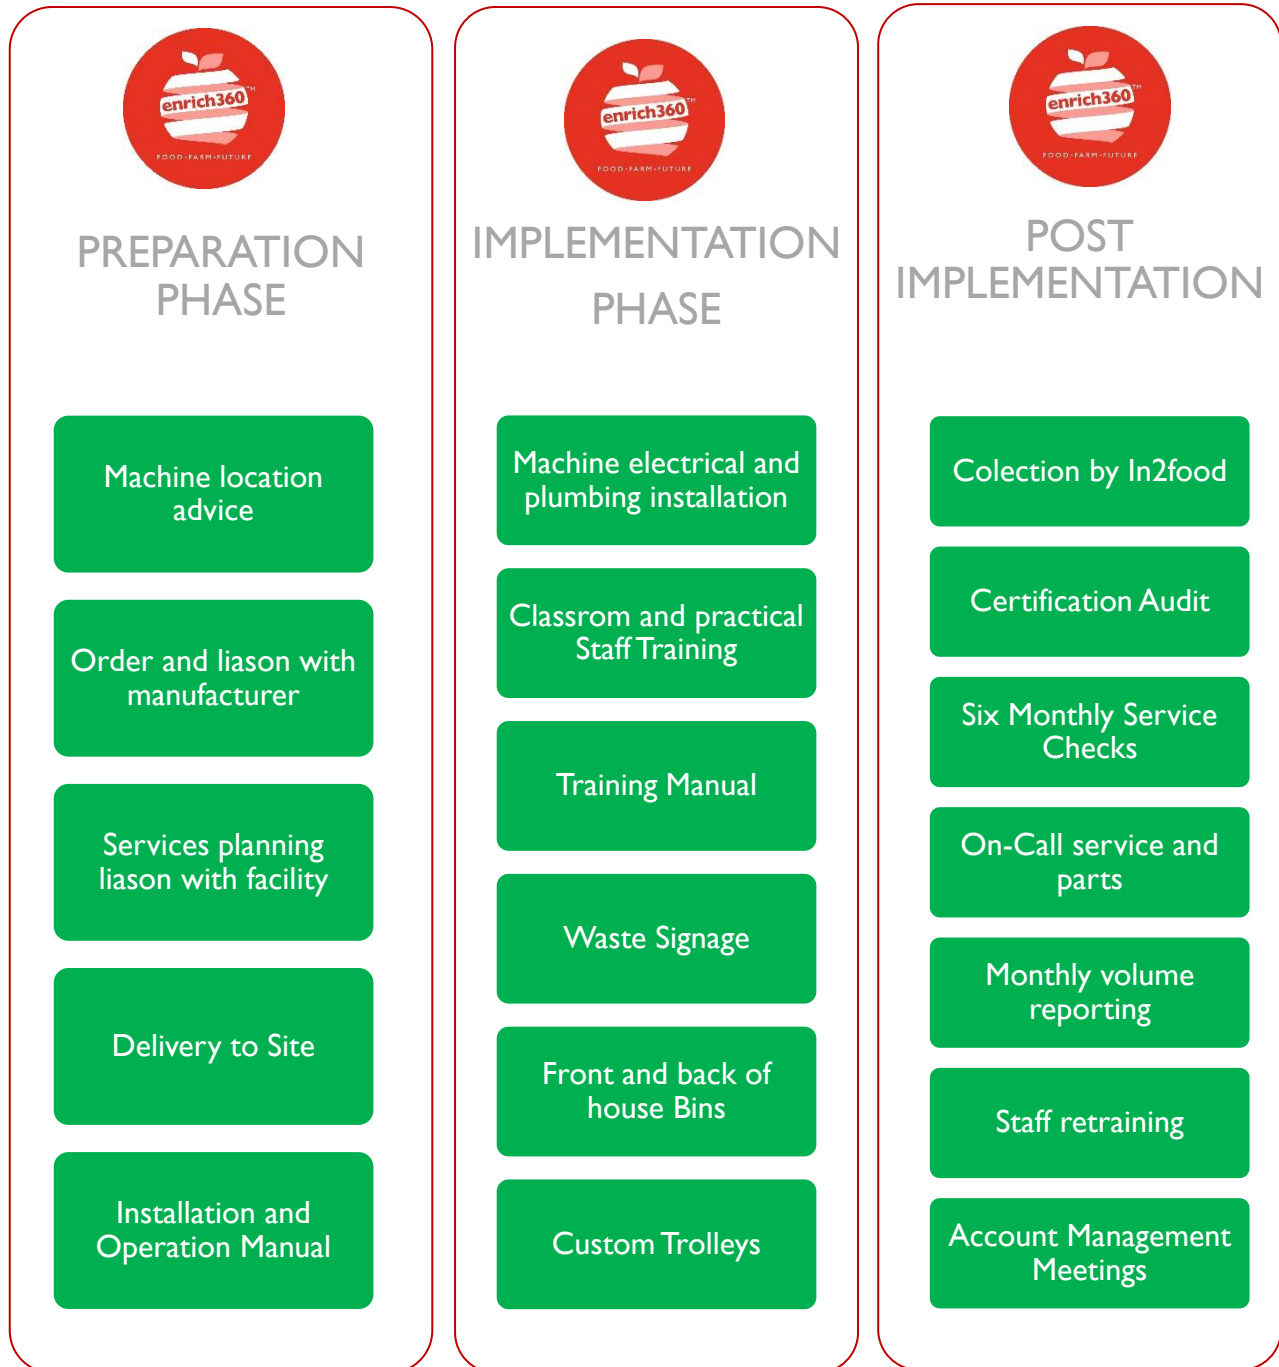 enrich360™
FOOD·FARM·FUTURE
PREPARATION
PHASE
Machine location
advice
Order and liason with
manufacturer
Services planning
liason with facility
Delivery to Site
Installation and
Operation Manual
enrich360™
FOOD·FARM·FUTURE
IMPLEMENTATION
PHASE
Machine electrical and
plumbing installation
Classrom and practical
Staff Training
Training Manual
Waste Signage
Front and back of
house Bins
Custom Trolleys
enrich360™
FOOD·FARM·FUTURE
POST
IMPLEMENTATION
Colection by In2food
Certification Audit
Six Monthly Service
Checks
On-Call service and
parts
Monthly volume
reporting
Staff retraining
Account Management
Meetings